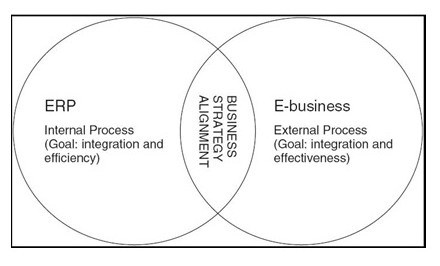 ERP
Internal Process
(Goal: integration and
efficiency)
BUSINESS
STRATEGY
ALIGNMENT
E-business
External Process
(Goal: integration and
effectiveness)